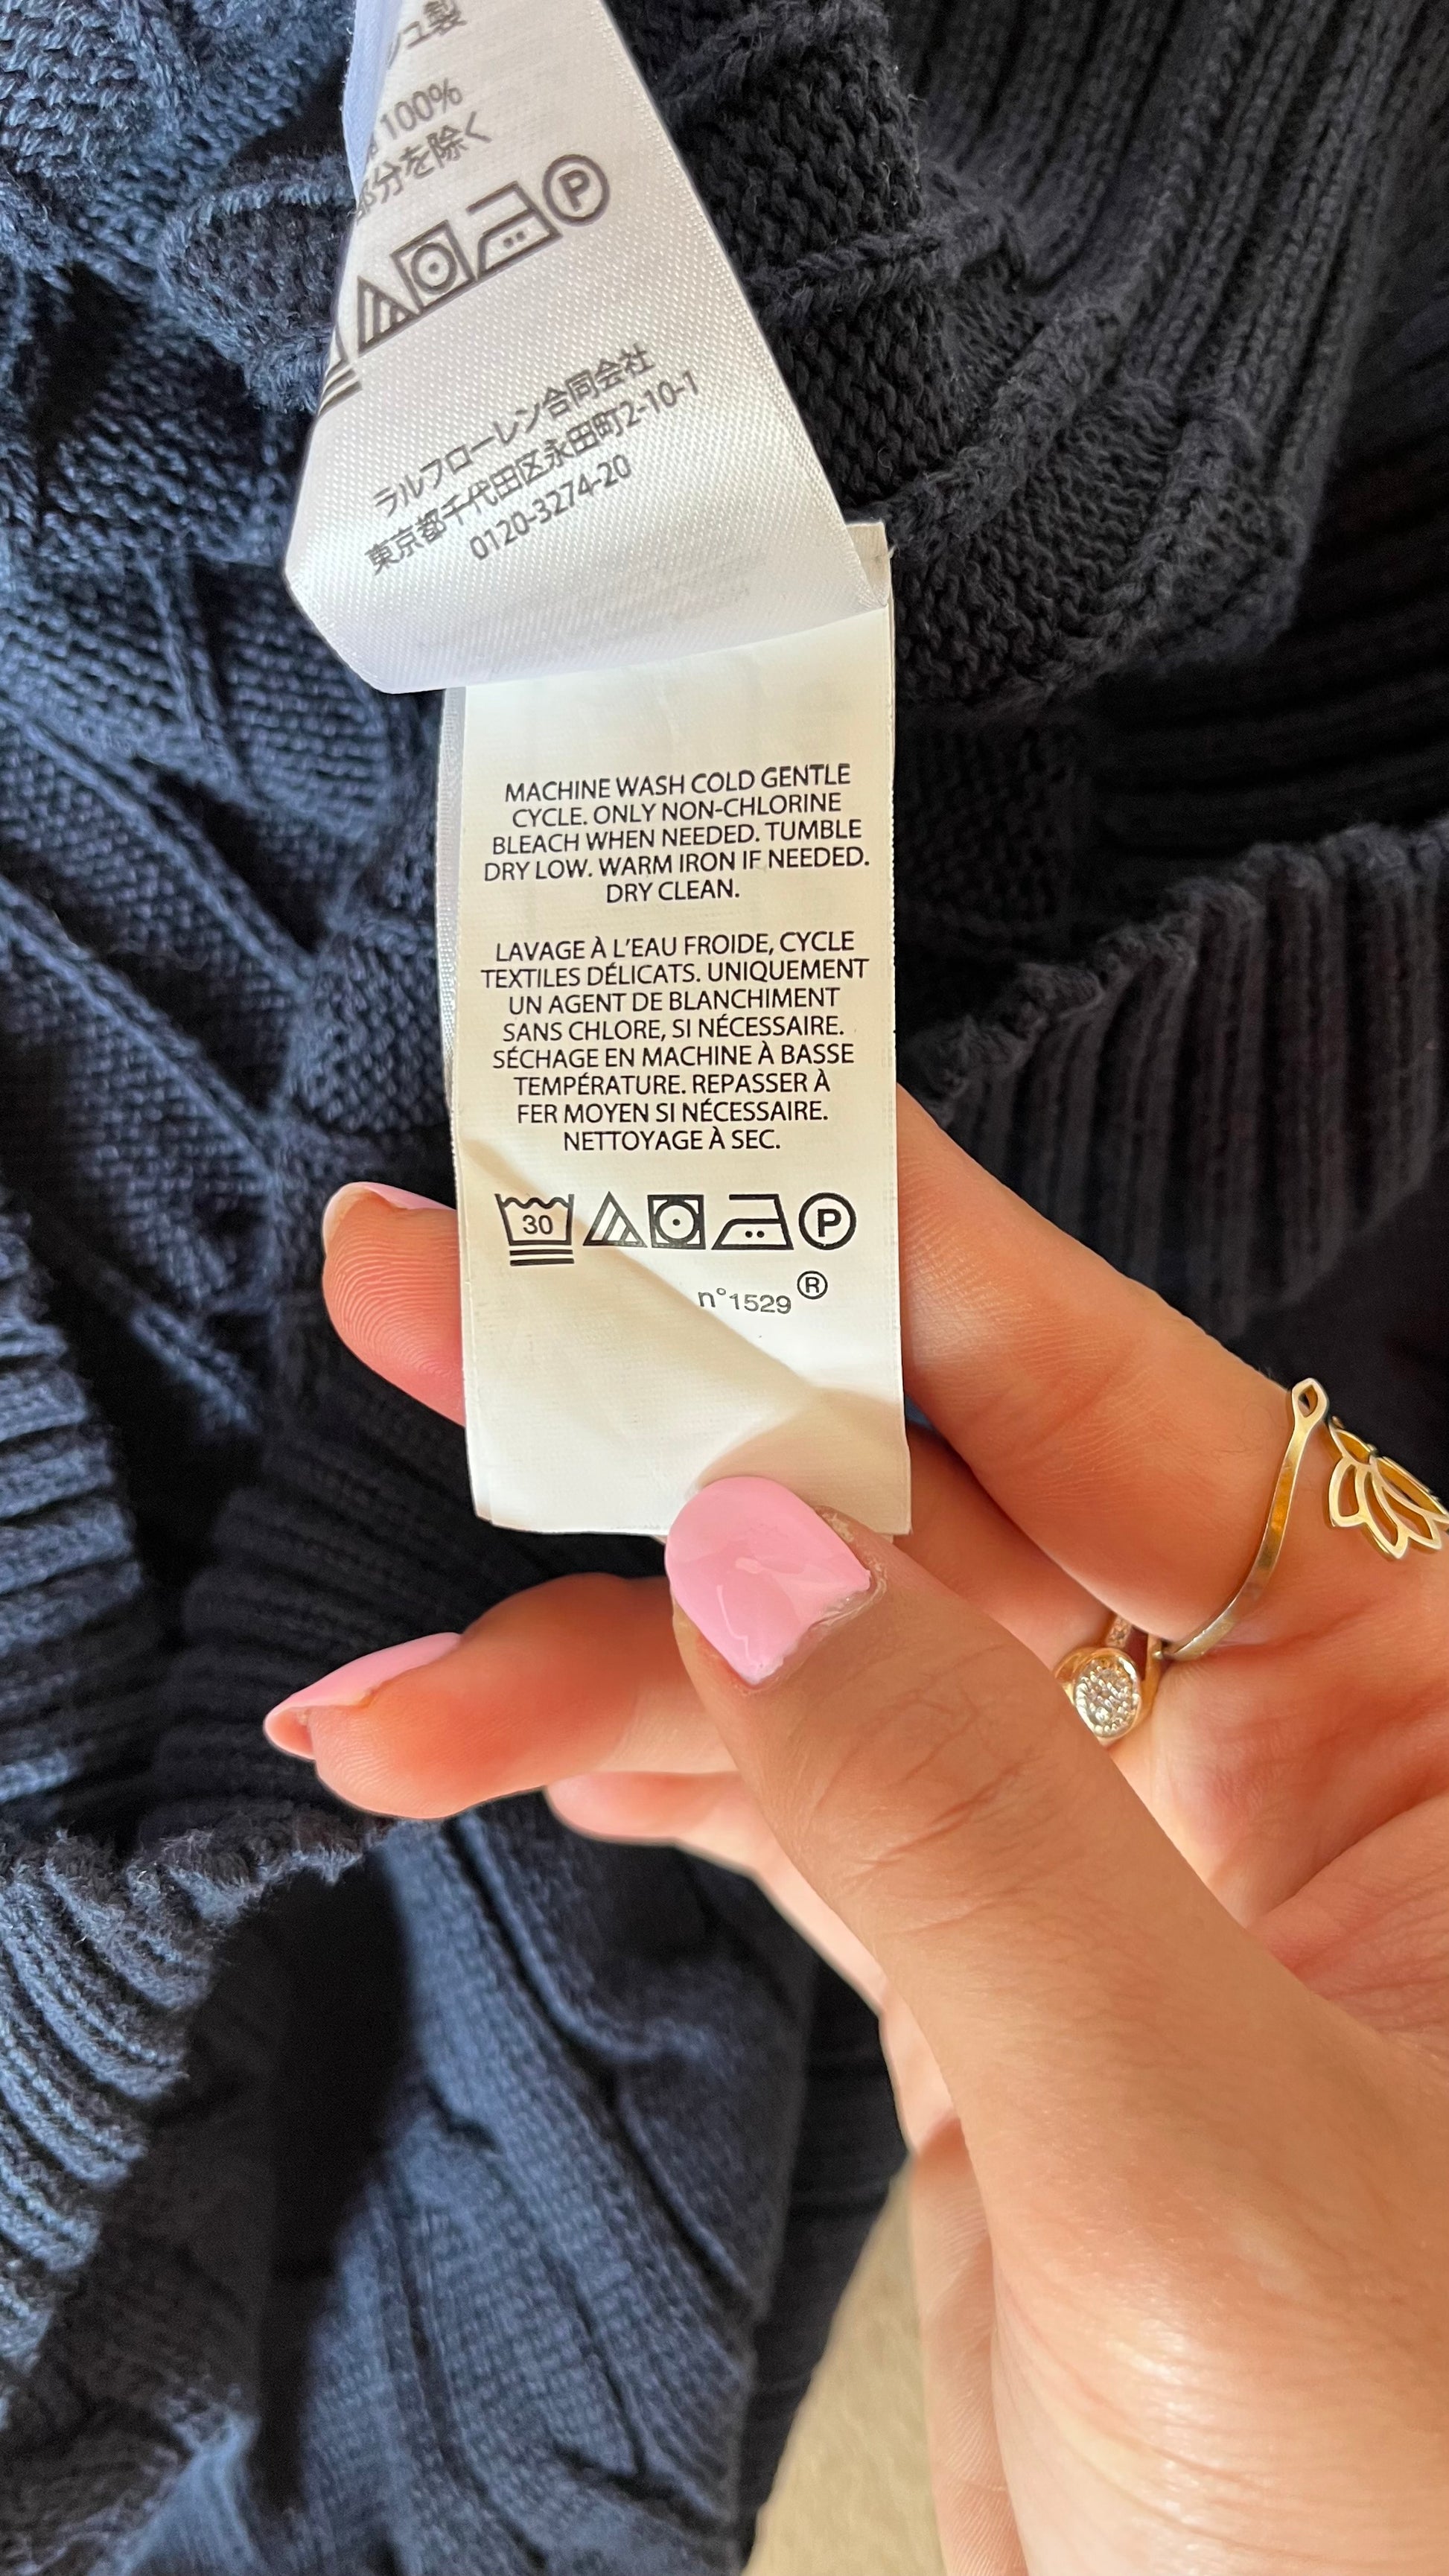 100%
部分を除く
P
ラルフローレン合同会社
東京都千代田区永田町2-10-1
0120-3274-20
MACHINE WASH COLD GENTLE
CYCLE. ONLY NON-CHLORINE
BLEACH WHEN NEEDED. TUMBLE
DRY LOW. WARM IRON IF NEEDED.
DRY CLEAN.
LAVAGE À L'EAU FROIDE, CYCLE
TEXTILES DÉLICATS. UNIQUEMENT
UN AGENT DE BLANCHIMENT
SANS CHLORE, SI NÉCESSAIRE.
SÉCHAGE EN MACHINE À BASSE
TEMPÉRATURE. REPASSER À
FER MOYEN SI NÉCESSAIRE.
NETTOYAGE À SEC.
30 P
n°1529 ®